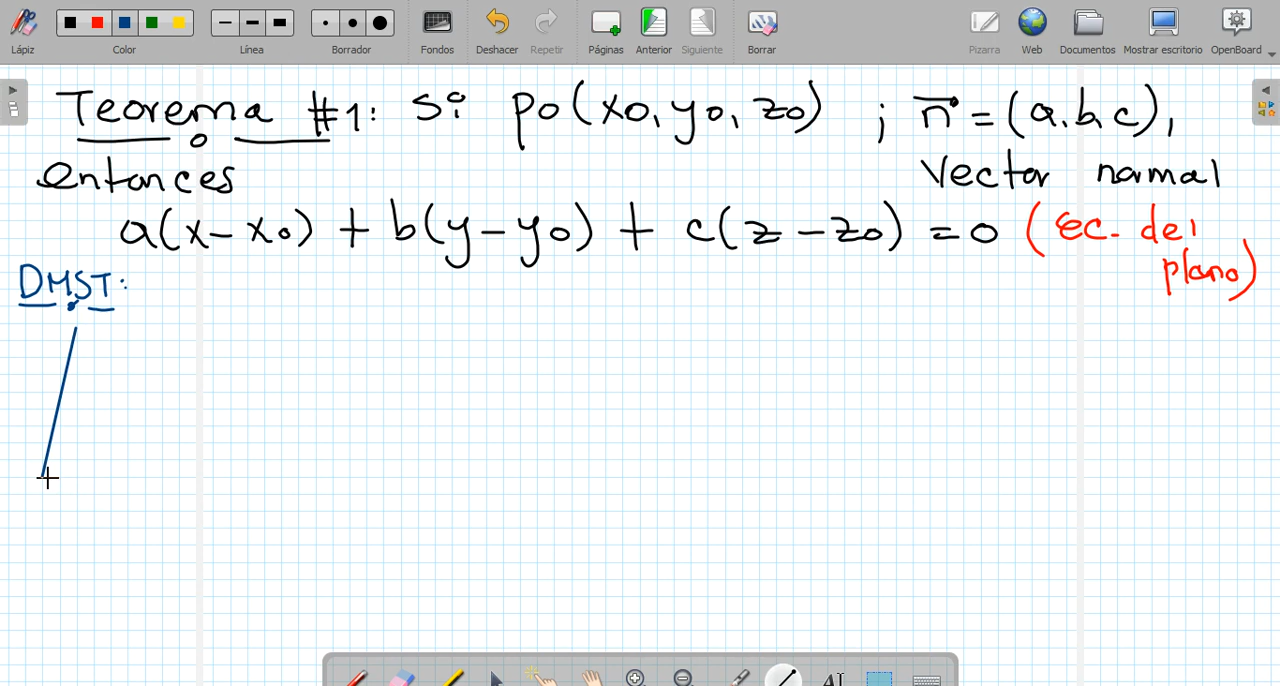 Lápiz Color Línea Borrador Fondos Deshacer Repetir Páginas Anterior Siguiente Borrar Pizarra Web Documentos Mostrar escritorio OpenBoard
Teorema #1: Si po(xo, yo, zo) ; n = (a,b,c),
entonces vector normal
a(x-xo) + b(y-yo) + c(z-zo) = 0 (ec. del
plano)
DMST: